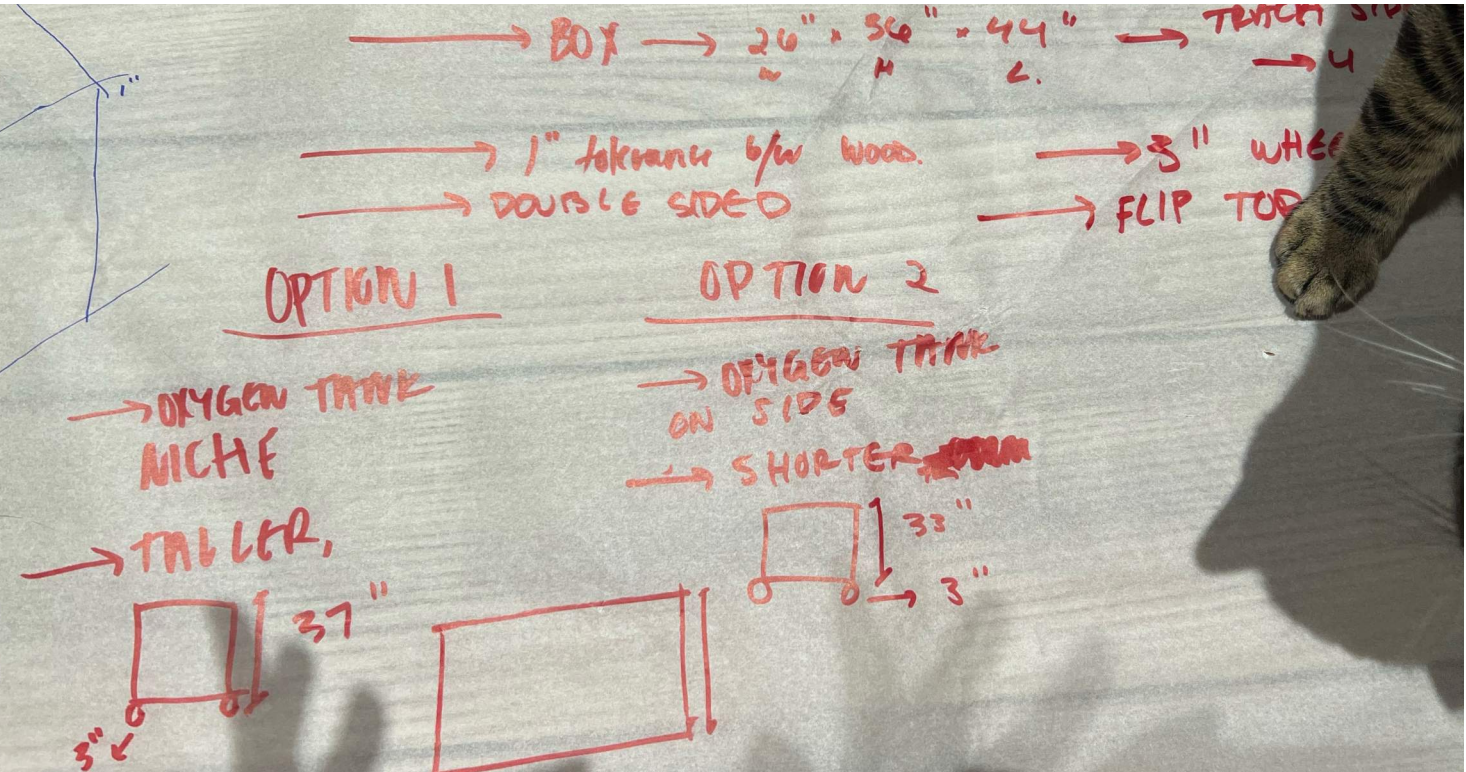 → BOX → 26" × 36" × 44" →
W H L.
→ 4
1"
→ 1" tolerance b/w WOOD.
→ 3" WHEE
→ DOUBLE SIDED
→ FLIP TOP
OPTION 1
→ OXYGEN TANK
NICHE
→ TALLER,
37"
3"
OPTION 2
→ OXYGEN TANK
ON SIDE
→ SHORTER
33"
→ 3"